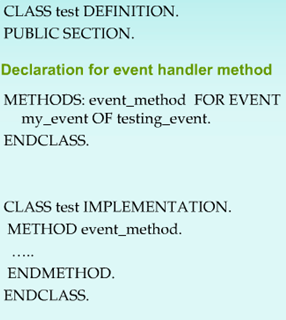 CLASS test DEFINITION.
PUBLIC SECTION.
Declaration for event handler method
METHODS: event_method FOR EVENT
my_event OF testing_event.
ENDCLASS.
CLASS test IMPLEMENTATION.
METHOD event_method.
.....
ENDMETHOD.
ENDCLASS.